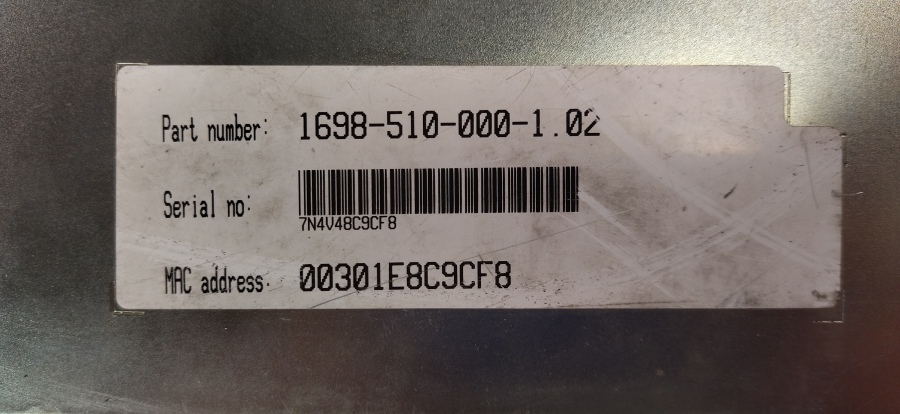 Part number: 1698-510-000-1.02
Serial no:
7N4V48C9CF8
MAC address: 00301E8C9CF8